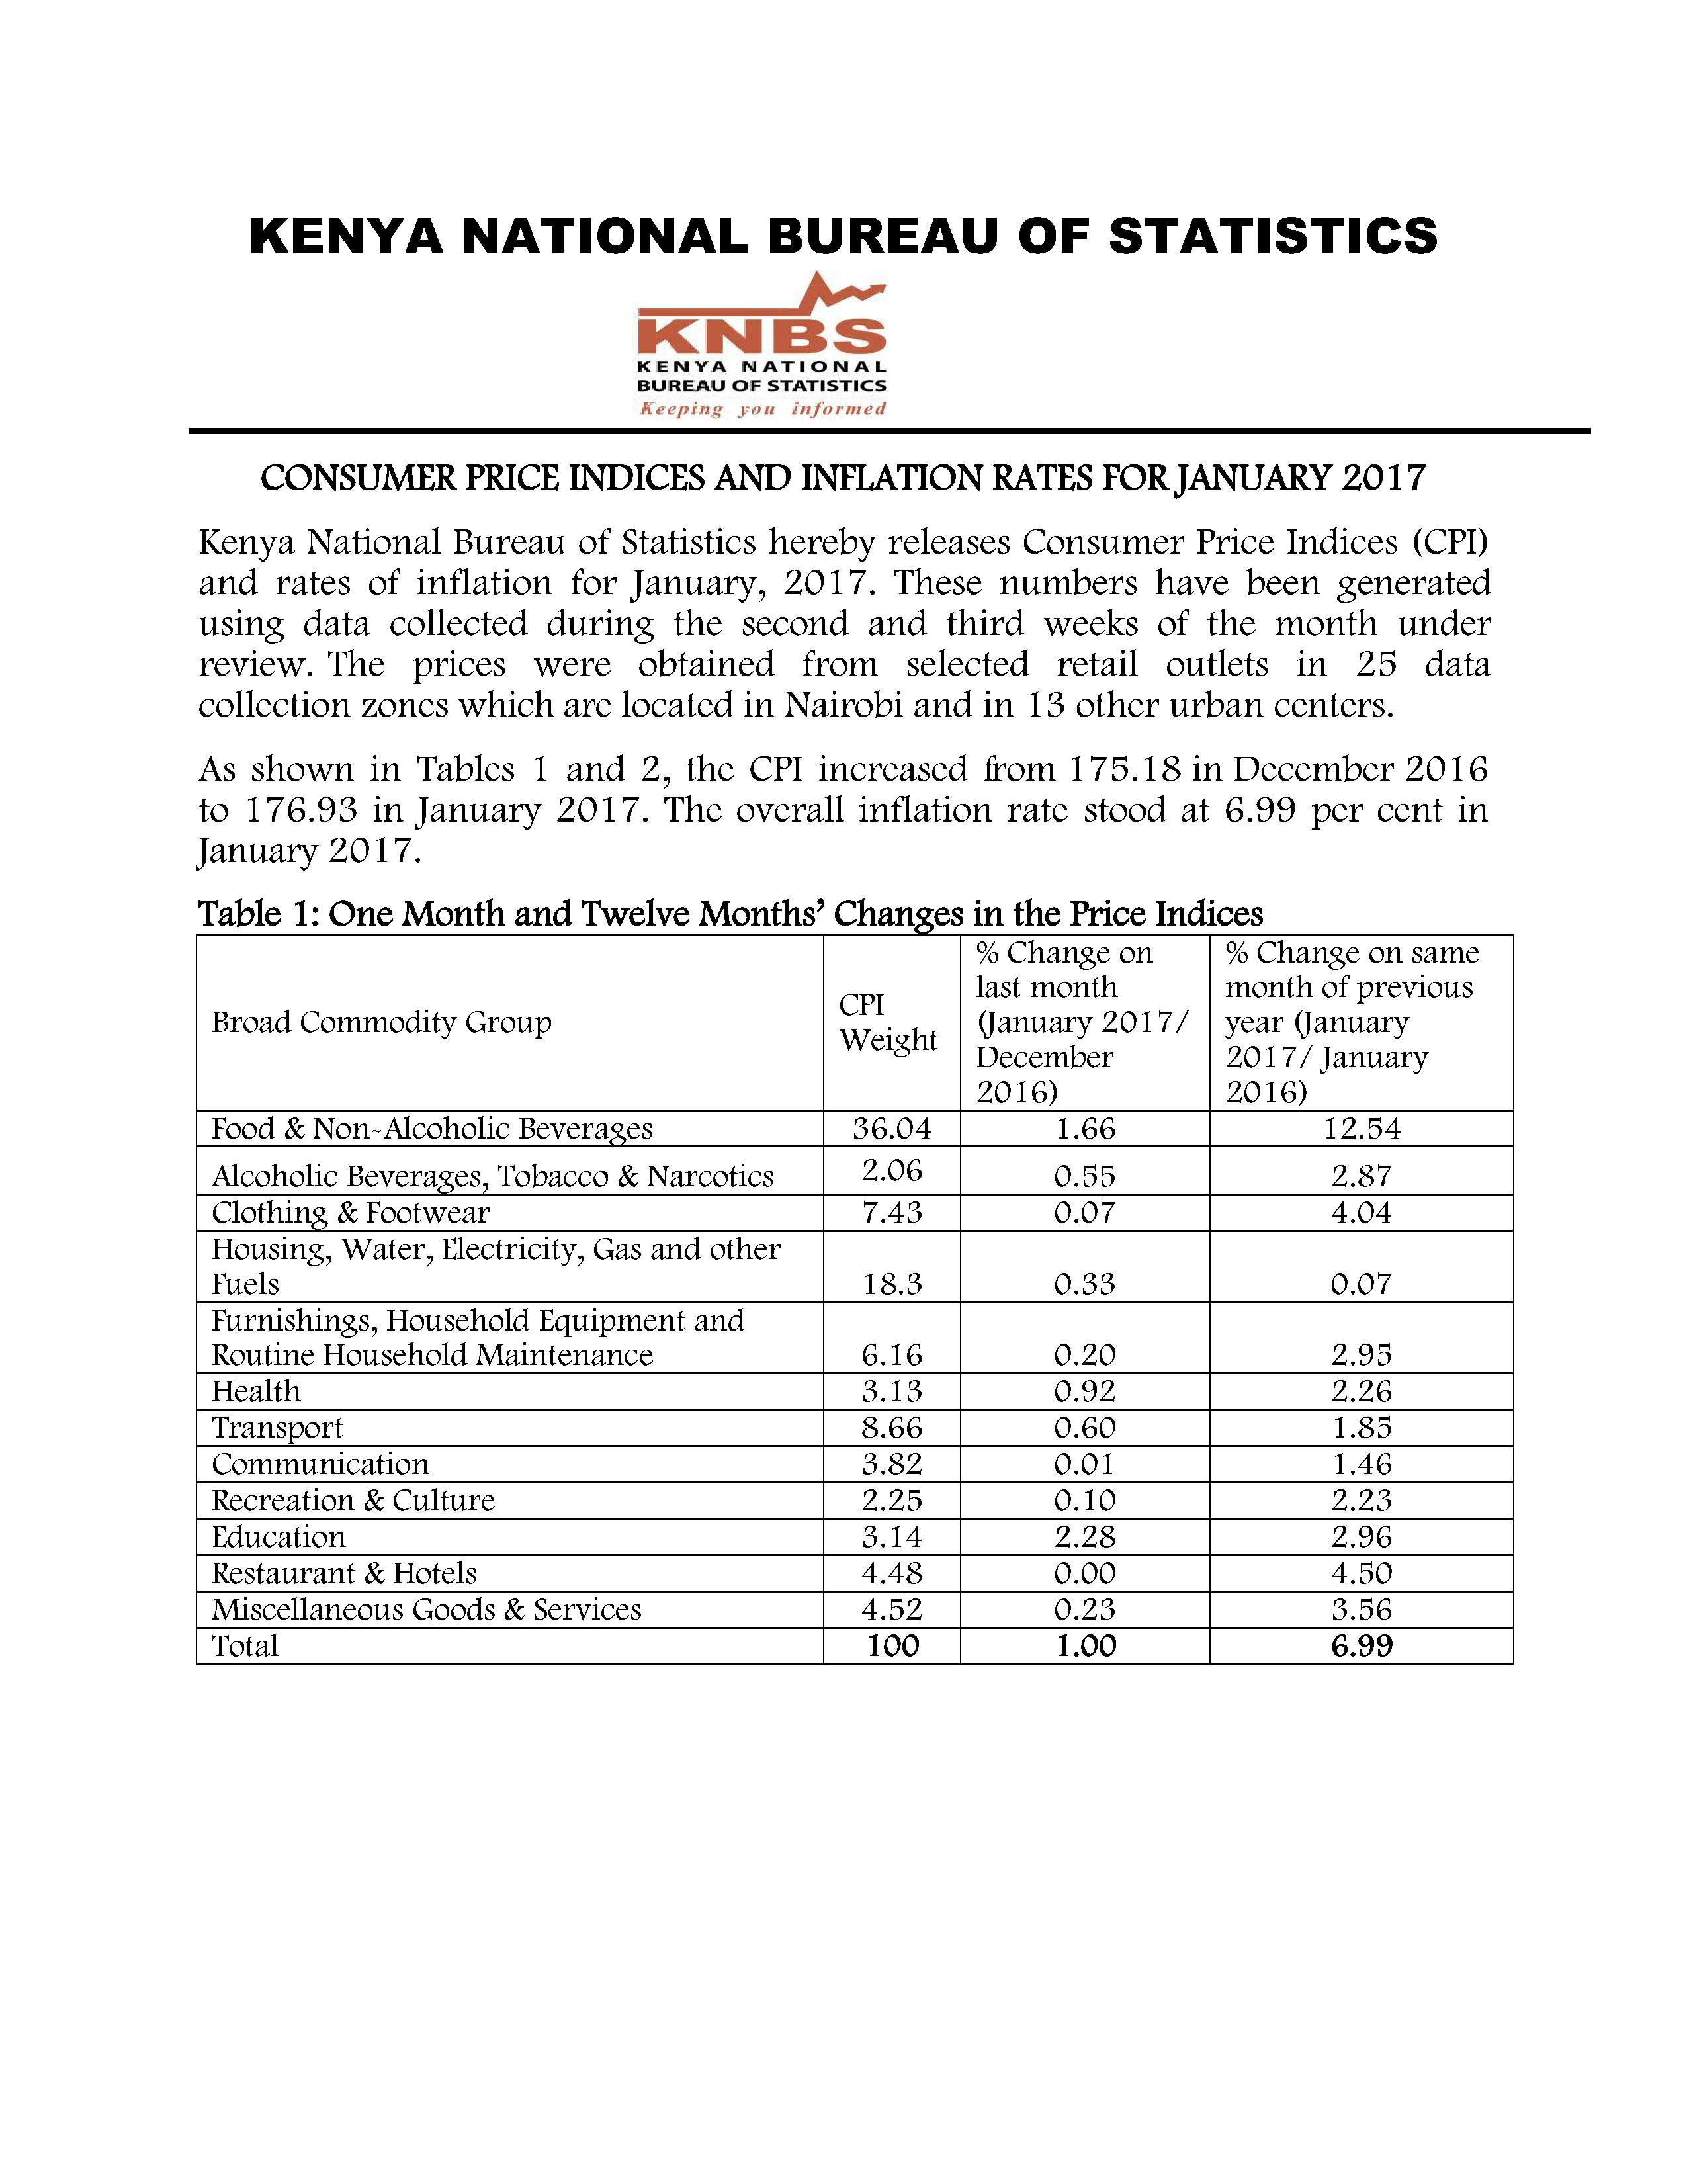 KENYA NATIONAL BUREAU OF STATISTICS
KNBS
KENYA NATIONAL
BUREAU OF STATISTICS
Keeping you informed
CONSUMER PRICE INDICES AND INFLATION RATES FOR JANUARY 2017
Kenya National Bureau of Statistics hereby releases Consumer Price Indices (CPI)
and rates of inflation for January, 2017. These numbers have been generated
using data collected during the second and third weeks of the month under
review. The prices were obtained from selected retail outlets in 25 data
collection zones which are located in Nairobi and in 13 other urban centers.
As shown in Tables 1 and 2, the CPI increased from 175.18 in December 2016
to 176.93 in January 2017. The overall inflation rate stood at 6.99 per cent in
January 2017.
Table 1: One Month and Twelve Months’ Changes in the Price Indices
Broad Commodity Group
CPI
Weight
% Change on
last month
(January 2017/
December
2016)
% Change on same
month of previous
year (January
2017/ January
2016)
Food & Non-Alcoholic Beverages 36.04 1.66 12.54
Alcoholic Beverages, Tobacco & Narcotics 2.06 0.55 2.87
Clothing & Footwear 7.43 0.07 4.04
Housing, Water, Electricity, Gas and other
Fuels 18.3 0.33 0.07
Furnishings, Household Equipment and
Routine Household Maintenance 6.16 0.20 2.95
Health 3.13 0.92 2.26
Transport 8.66 0.60 1.85
Communication 3.82 0.01 1.46
Recreation & Culture 2.25 0.10 2.23
Education 3.14 2.28 2.96
Restaurant & Hotels 4.48 0.00 4.50
Miscellaneous Goods & Services 4.52 0.23 3.56
Total 100 1.00 6.99